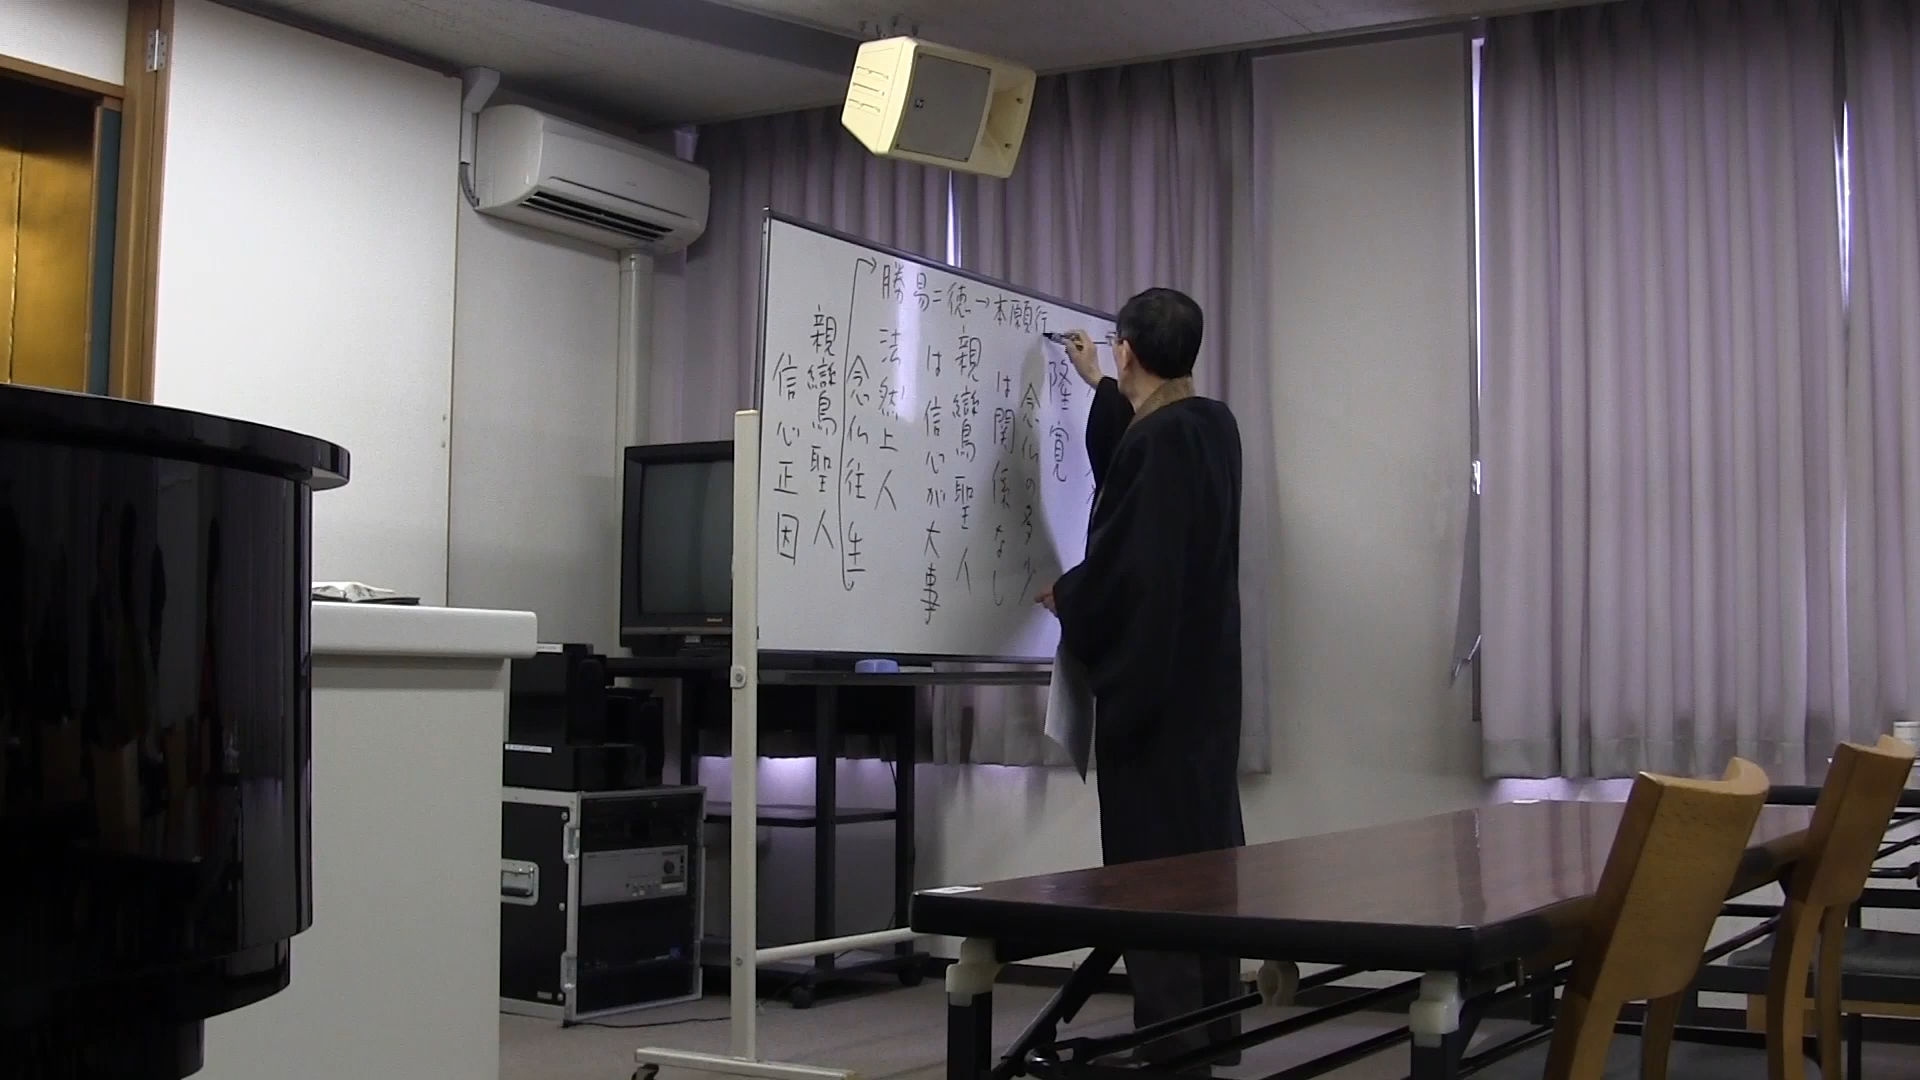 隆寛
念仏の多少
は関係なし
勝易二徳→本願行
親鸞聖人
は信心が大事
法然上人
念仏往生
親鸞聖人
信心正因